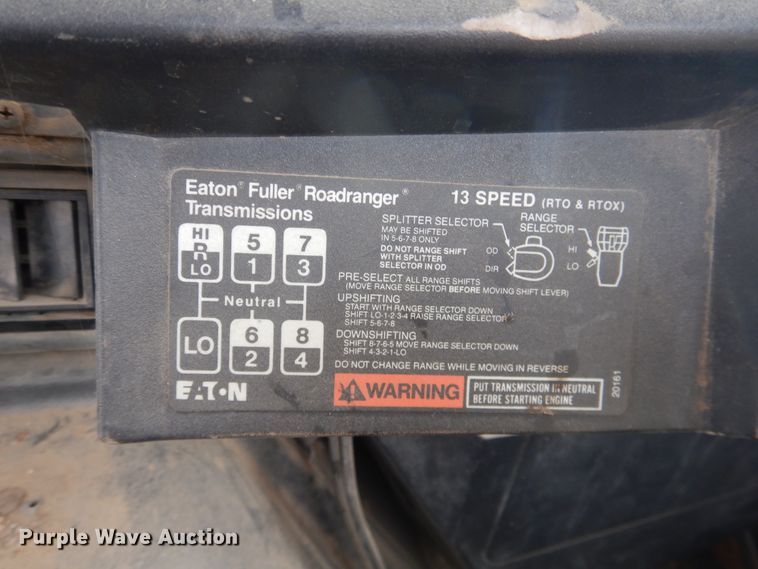 Eaton® Fuller® Roadranger®
Transmissions
13 SPEED (RTO & RTOX)
HI
R
LO
5
1
7
3
Neutral
LO
6
2
8
4
EATON
SPLITTER SELECTOR
MAY BE SHIFTED
IN 5-6-7-8 ONLY
DO NOT RANGE SHIFT
WITH SPLITTER
SELECTOR IN OD
OD
DIR
RANGE
SELECTOR
HI
LO
PRE-SELECT ALL RANGE SHIFTS
(MOVE RANGE SELECTOR BEFORE MOVING SHIFT LEVER)
UPSHIFTING
START WITH RANGE SELECTOR DOWN
SHIFT LO-1-2-3-4 RAISE RANGE SELECTOR
SHIFT 5-6-7-8
DOWNSHIFTING
SHIFT 8-7-6-5 MOVE RANGE SELECTOR DOWN
SHIFT 4-3-2-1-LO
DO NOT CHANGE RANGE WHILE MOVING IN REVERSE
WARNING
PUT TRANSMISSION IN NEUTRAL
BEFORE STARTING ENGINE
20161
Purple Wave Auction